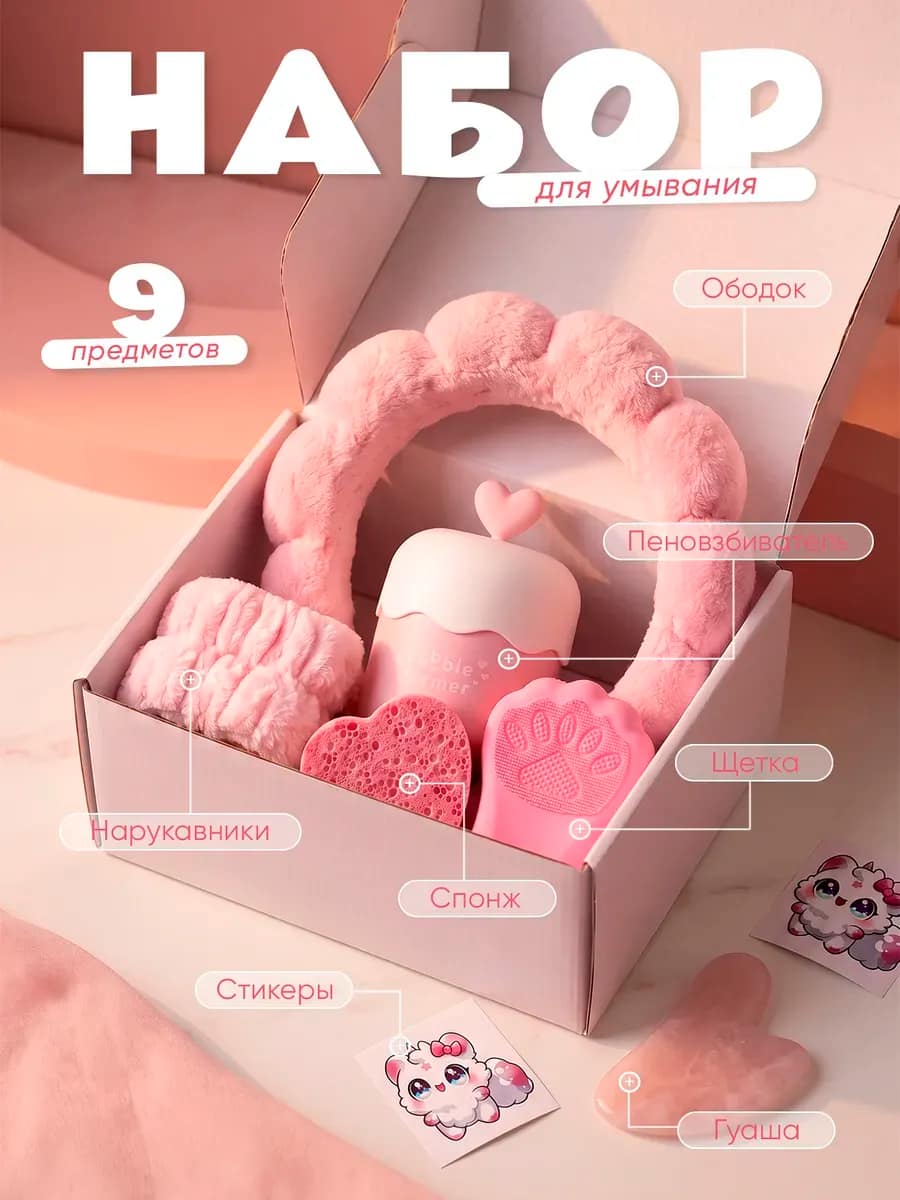 НАБОР
для умывания
9
предметов
Ободок
Пеновзбиватель
Щетка
Нарукавники
Спонж
Стикеры
Гуаша